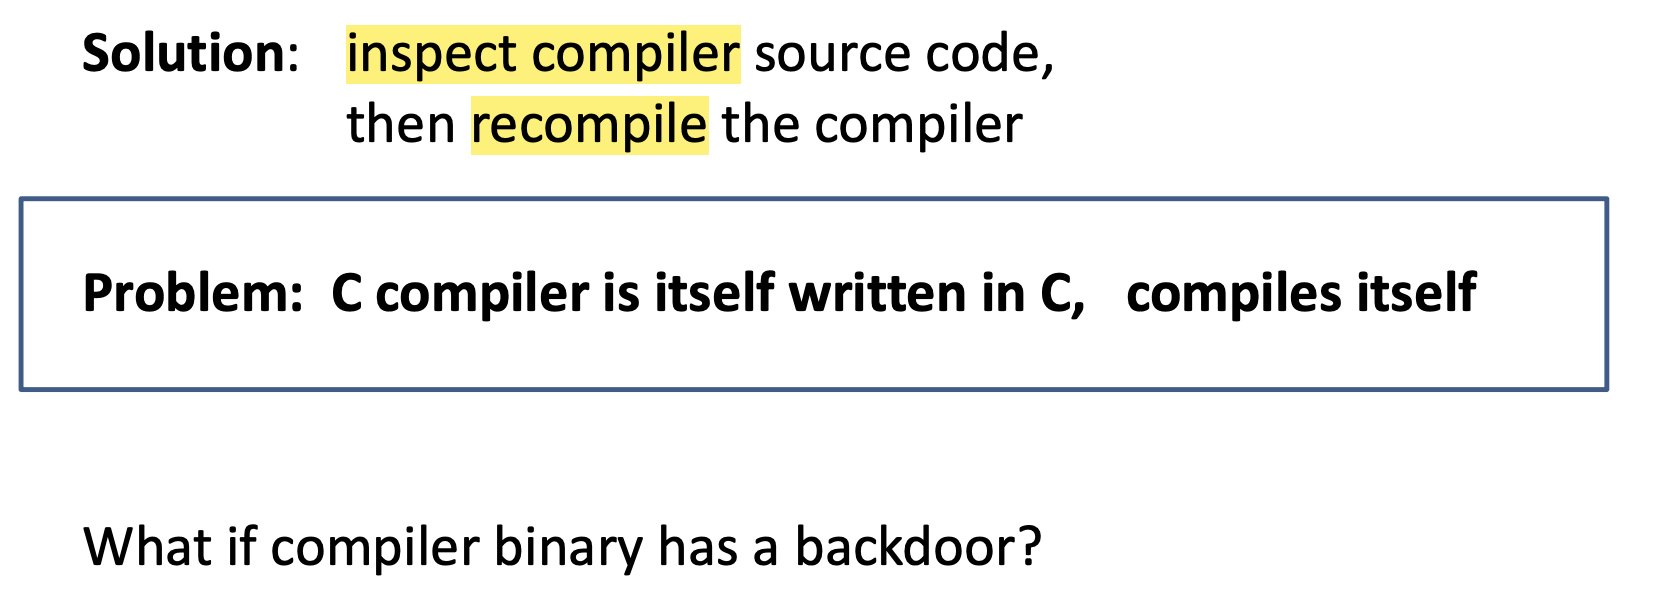 Solution: inspect compiler source code,
then recompile the compiler
Problem: C compiler is itself written in C, compiles itself
What if compiler binary has a backdoor?